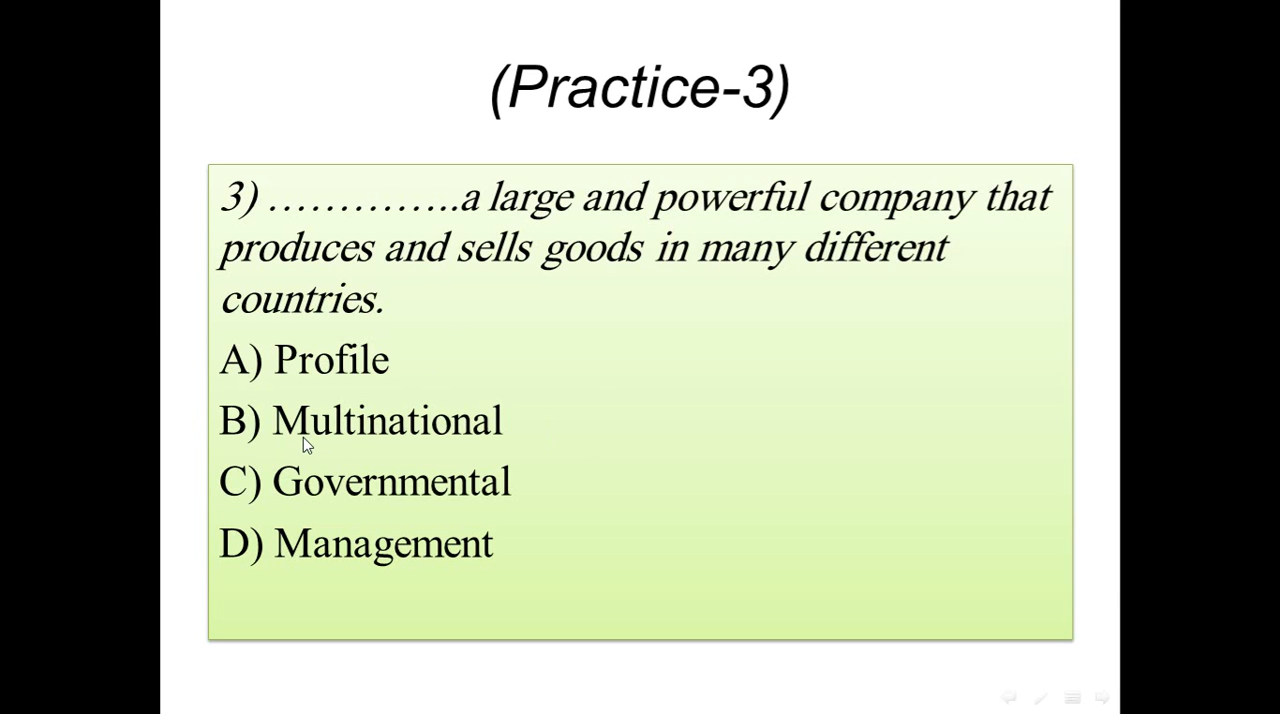 (Practice-3)
3) …………..a large and powerful company that
produces and sells goods in many different
countries.
A) Profile
B) Multinational
C) Governmental
D) Management